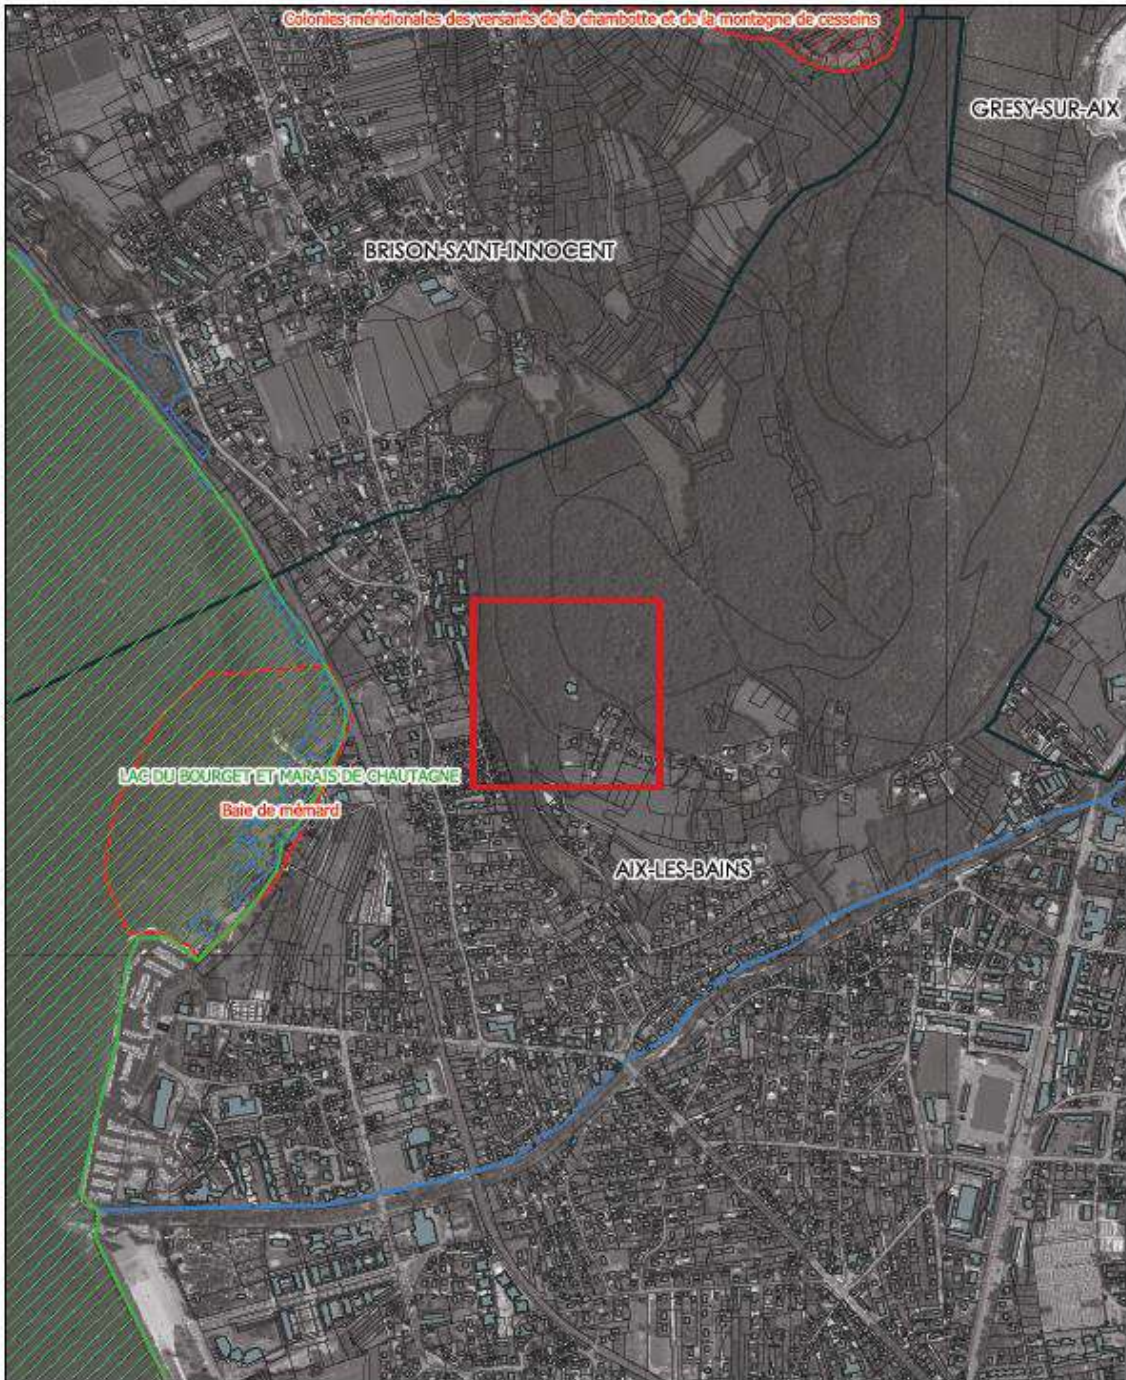 Colonies méridionales des versants de la chambotte et de la montagne de cesseins
GRESY-SUR-AIX
BRISON-SAINT-INNOCENT
LAC DU BOURGET ET MARAIS DE CHAUTAGNE
Baie de mémard
AIX-LES-BAINS